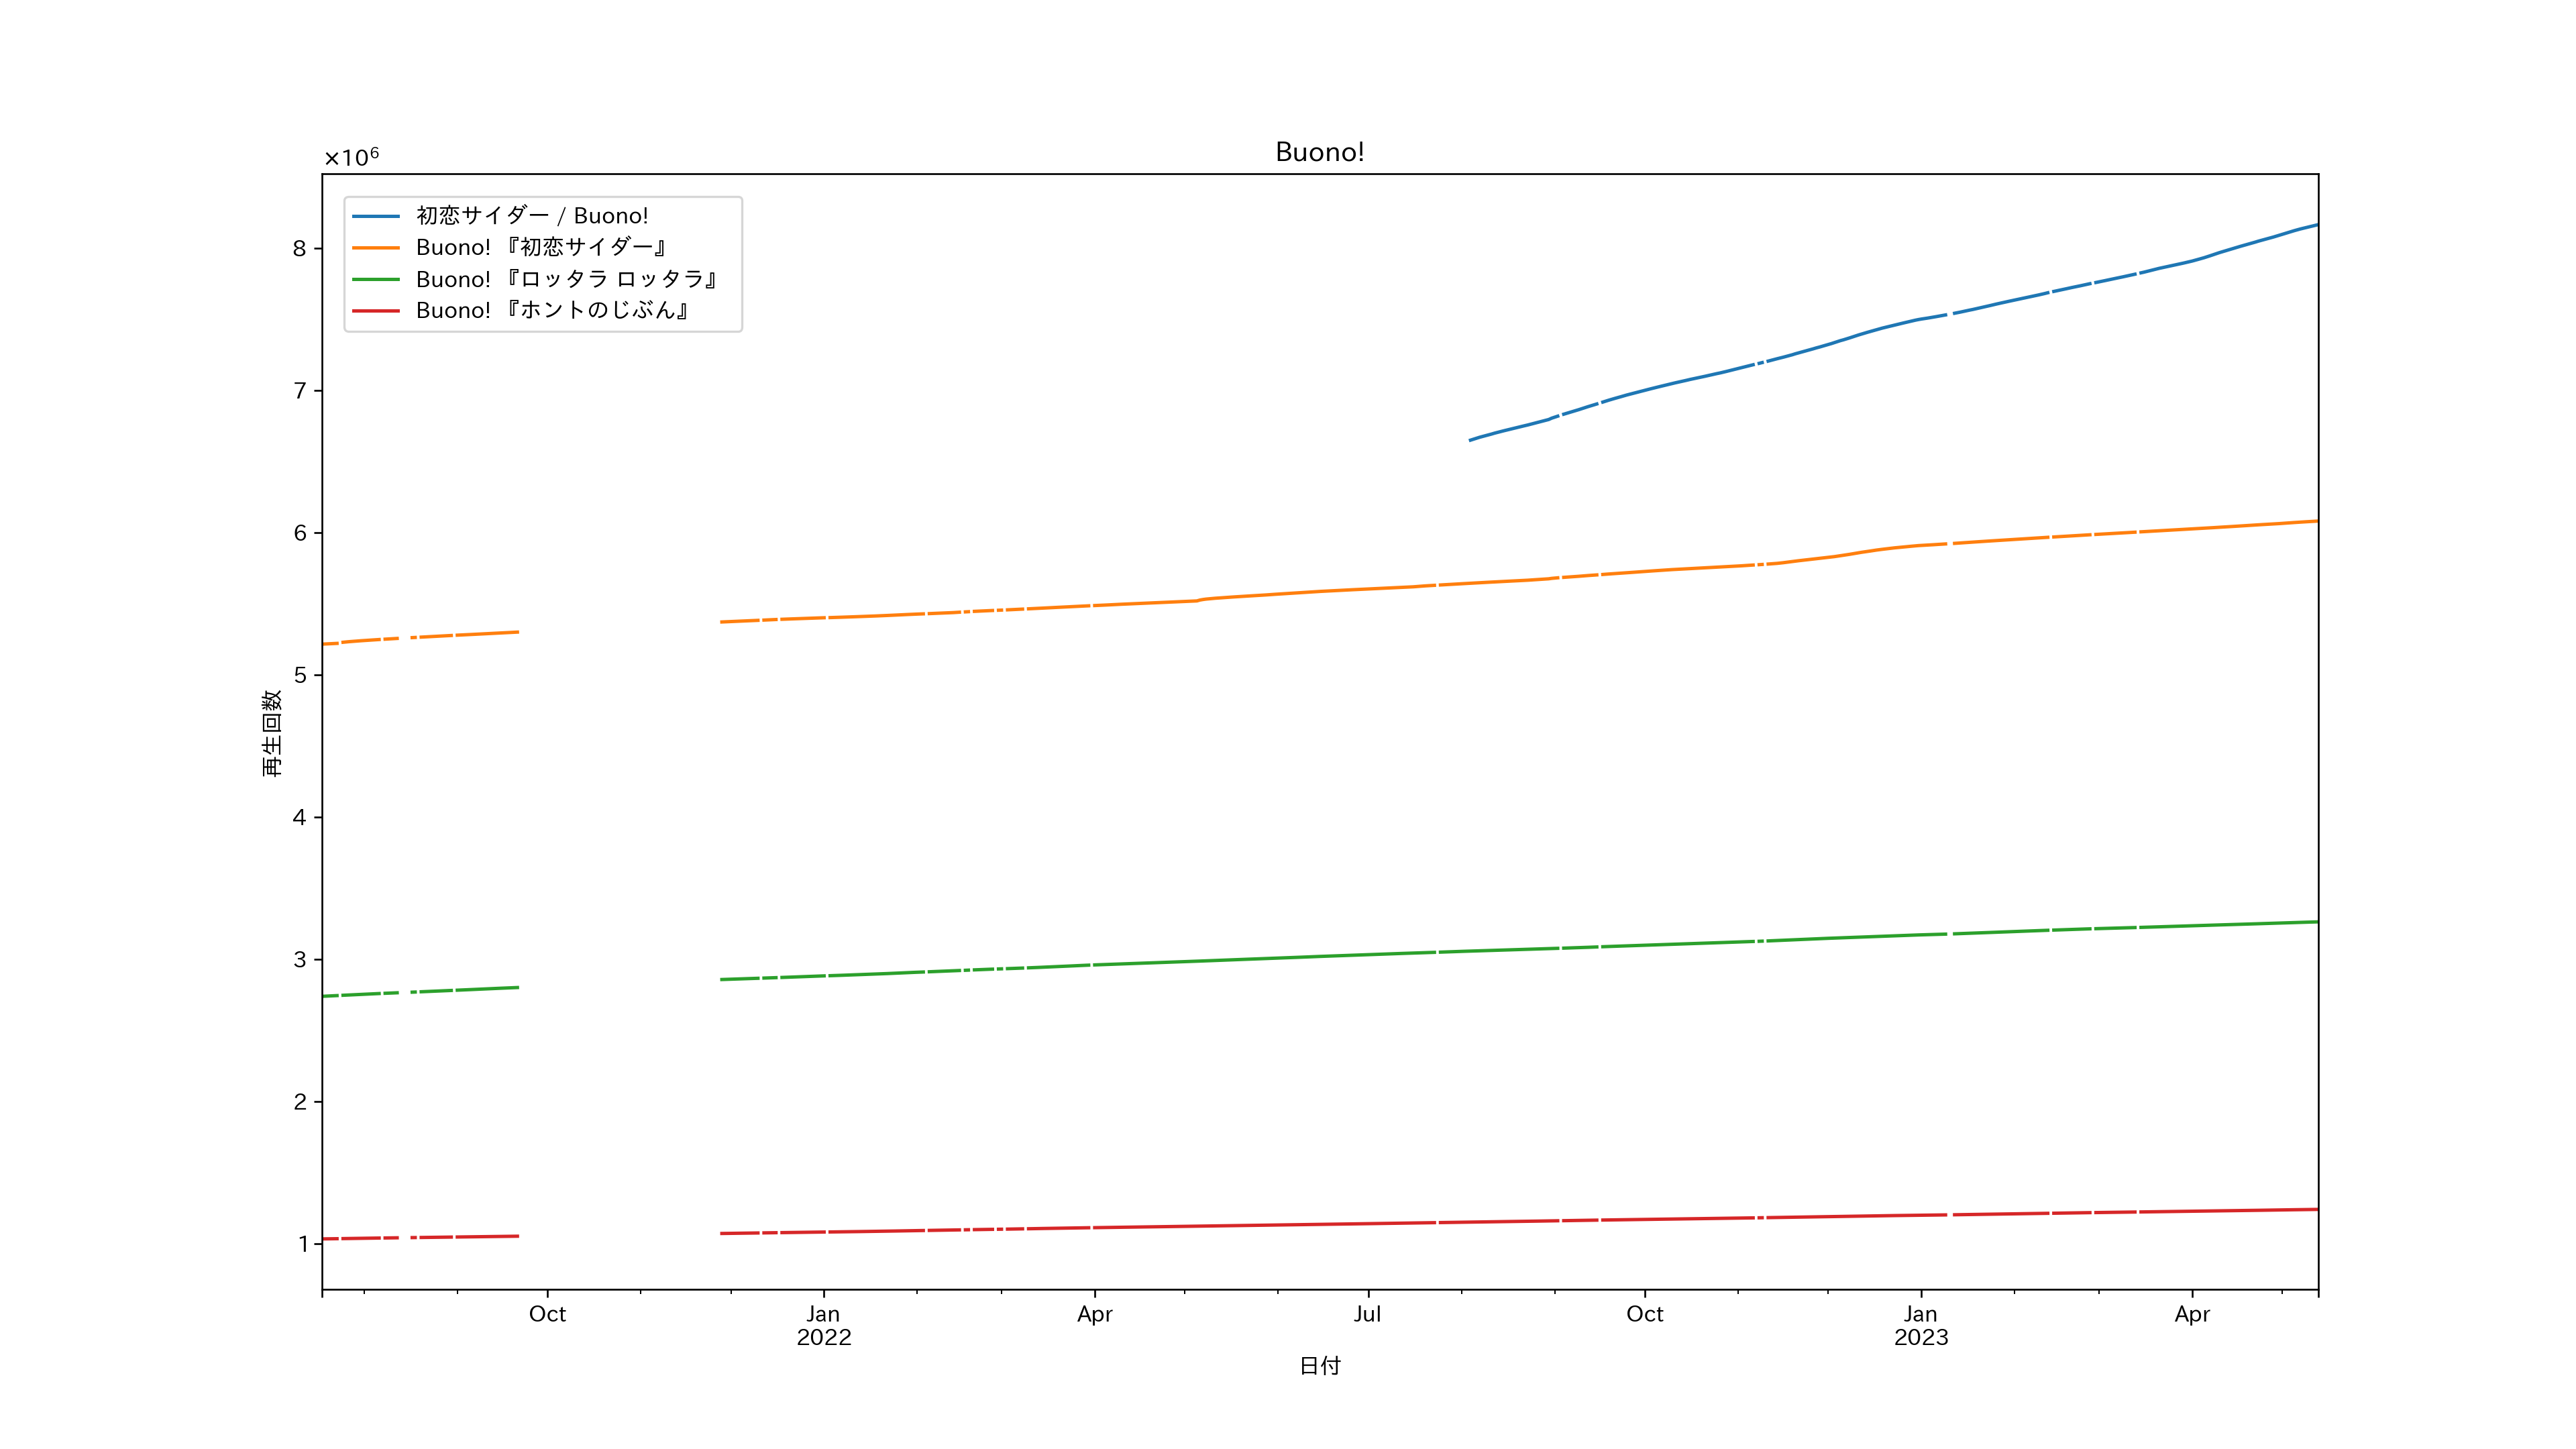 Buono!
×10⁶
初恋サイダー / Buono!
Buono! 『初恋サイダー』
Buono! 『ロッタラ ロッタラ』
Buono! 『ホントのじぶん』
8
7
6
5
4
3
2
1
再生回数
Oct Jan Apr Jul Oct Jan Apr
2022 2023
日付